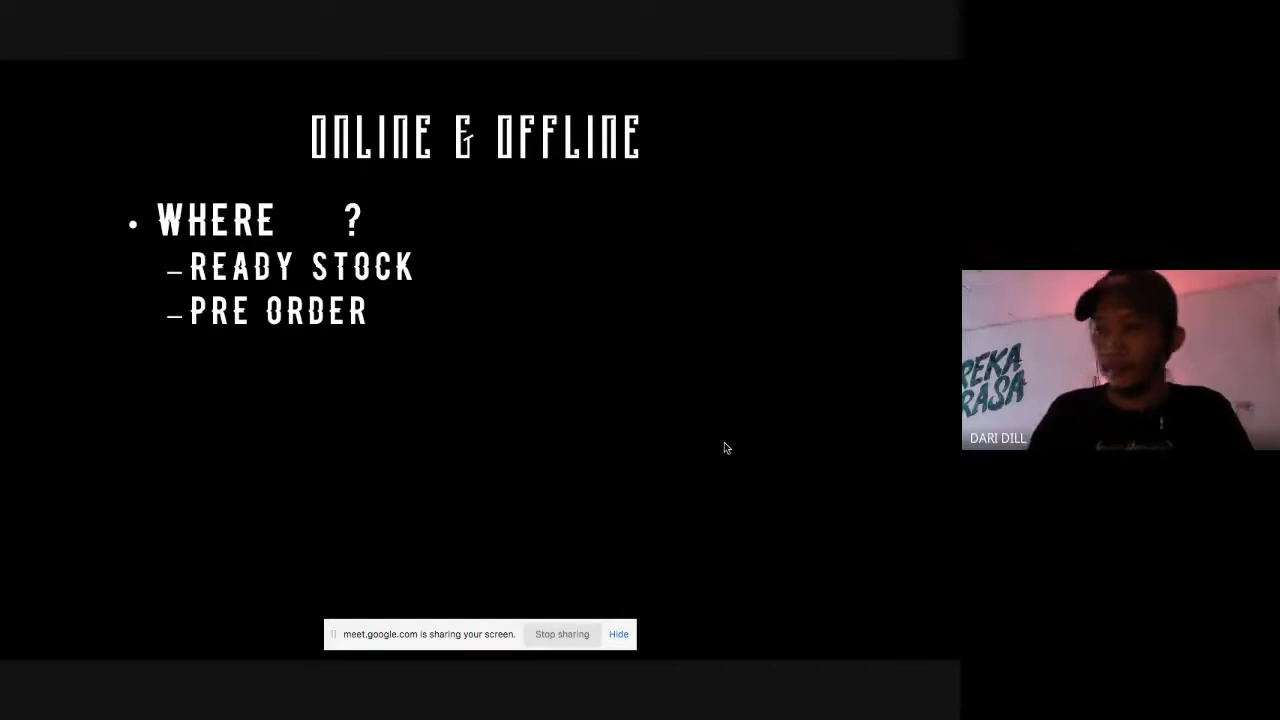 ONLINE & OFFLINE
• WHERE ?
– READY STOCK
– PRE ORDER
REKA
RASA
DARI DILL
meet.google.com is sharing your screen. Stop sharing Hide